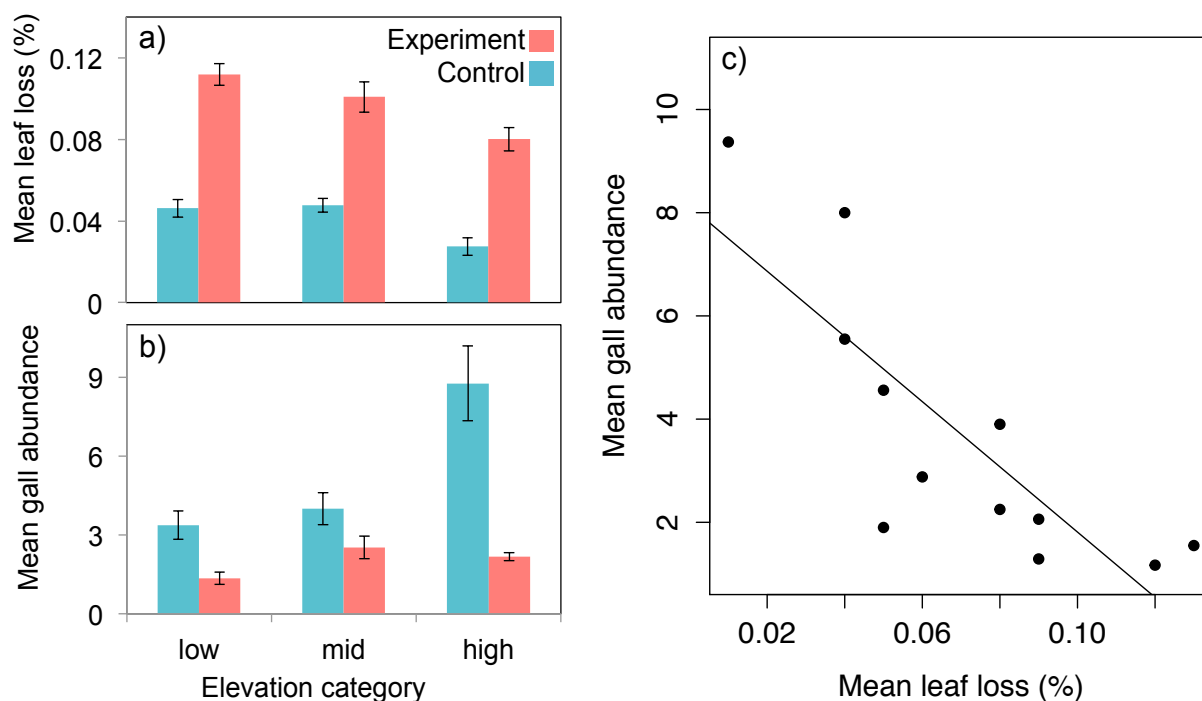 a)
Experiment
Control
Mean leaf loss (%)
0.12
0.08
0.04
0
b)
Mean gall abundance
9
6
3
0
low mid high
Elevation category
c)
Mean gall abundance
10
8
6
4
2
0.02 0.06 0.10
Mean leaf loss (%)